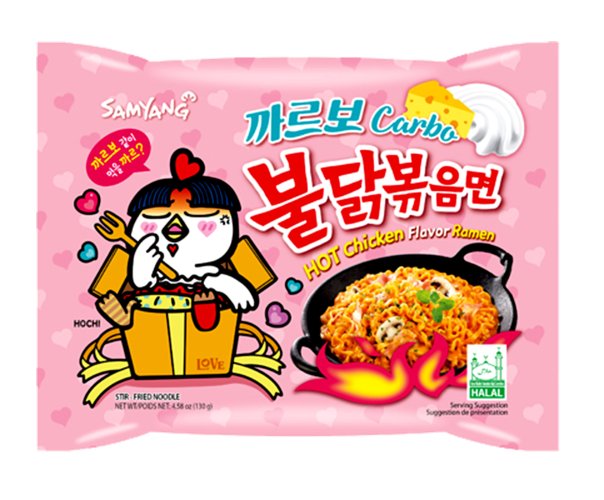 SAMYANG
까르보 같이
먹을 까르?
까르보 Carbo
불닭볶음면
HOT Chicken Flavor Ramen
HOCHI
LOVE
STIR-FRIED NOODLE
NET WT/POIDS NET: 4.58 oz (130 g)
HALAL
Serving Suggestion
Suggestion de présentation